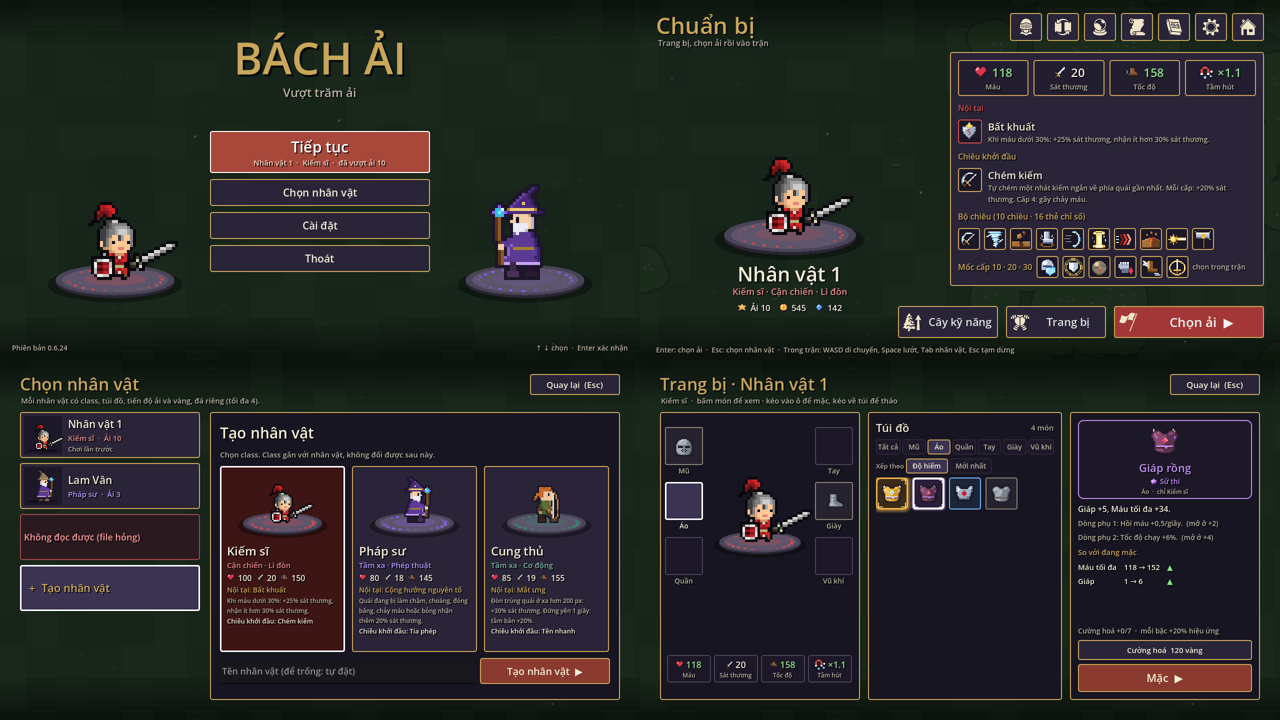 BÁCH ẢI
Vượt trăm ải
Tiếp tục
Nhân vật 1 · Kiếm sĩ · đã vượt ải 10
Chọn nhân vật
Cài đặt
Thoát
Phiên bản 0.6.24
↑ ↓ chọn · Enter xác nhận
Chuẩn bị
Trang bị, chọn ải rồi vào trận
118
Máu
20
Sát thương
158
Tốc độ
×1.1
Tầm hút
Nội tại
Bất khuất
Khi máu dưới 30%: +25% sát thương, nhận ít hơn 30% sát thương.
Chiêu khởi đầu
Chém kiếm
Tự chém một nhát kiếm ngắn về phía quái gần nhất. Mỗi cấp: +20% sát
thương. Cấp 4: gây chảy máu.
Bộ chiêu (10 chiêu · 16 thẻ chỉ số)
Mốc cấp 10 · 20 · 30
chọn trong trận
Nhân vật 1
Kiếm sĩ · Cận chiến · Lì đòn
Ải 10 545 142
Cây kỹ năng
Trang bị
Chọn ải ▶
Enter: chọn ải · Esc: chọn nhân vật · Trong trận: WASD di chuyển, Space lướt, Tab nhân vật, Esc tạm dừng
Chọn nhân vật
Mỗi nhân vật có class, túi đồ, tiến độ ải và vàng, đá riêng (tối đa 4).
Quay lại (Esc)
Nhân vật 1
Kiếm sĩ · Ải 10
Chơi lần trước
Lam Vân
Pháp sư · Ải 3
Không đọc được (file hỏng)
+ Tạo nhân vật
Tạo nhân vật
Chọn class. Class gắn với nhân vật, không đổi được sau này.
Kiếm sĩ
Cận chiến · Lì đòn
100 20 150
Nội tại: Bất khuất
Khi máu dưới 30%: +25% sát thương,
nhận ít hơn 30% sát thương.
Chiêu khởi đầu: Chém kiếm
Pháp sư
Tầm xa · Phép thuật
80 18 145
Nội tại: Cộng hưởng nguyên tố
Quái đang bị làm chậm, choáng, đóng
băng, chảy máu hoặc bỏng nhận
thêm 20% sát thương.
Chiêu khởi đầu: Tia phép
Cung thủ
Tầm xa · Cơ động
85 19 155
Nội tại: Mắt ưng
Đòn trúng quái ở xa hơn 200 px:
+30% sát thương. Đứng yên 1 giây:
tầm bắn +20%.
Chiêu khởi đầu: Tên nhanh
Tên nhân vật (để trống: tự đặt)
Tạo nhân vật ▶
Trang bị · Nhân vật 1
Kiếm sĩ · bấm món để xem · kéo vào ô để mặc, kéo về túi để tháo
Quay lại (Esc)
Mũ
Áo
Quần
Tay
Giày
Vũ khí
118
Máu
20
Sát thương
158
Tốc độ
×1.1
Tầm hút
Túi đồ
4 món
Tất cả Mũ Áo Quần Tay Giày Vũ khí
Xếp theo Độ hiếm Mới nhất
Giáp rồng
Sử thi
Áo · chỉ Kiếm sĩ
Giáp +5, Máu tối đa +34.
Dòng phụ 1: Hồi máu +0,5/giây. (mở ở +2)
Dòng phụ 2: Tốc độ chạy +6%. (mở ở +4)
So với đang mặc
Máu tối đa 118 → 152 ▲
Giáp 1 → 6 ▲
Cường hoá +0/7 · mỗi bậc +20% hiệu ứng
Cường hoá 120 vàng
Mặc ▶